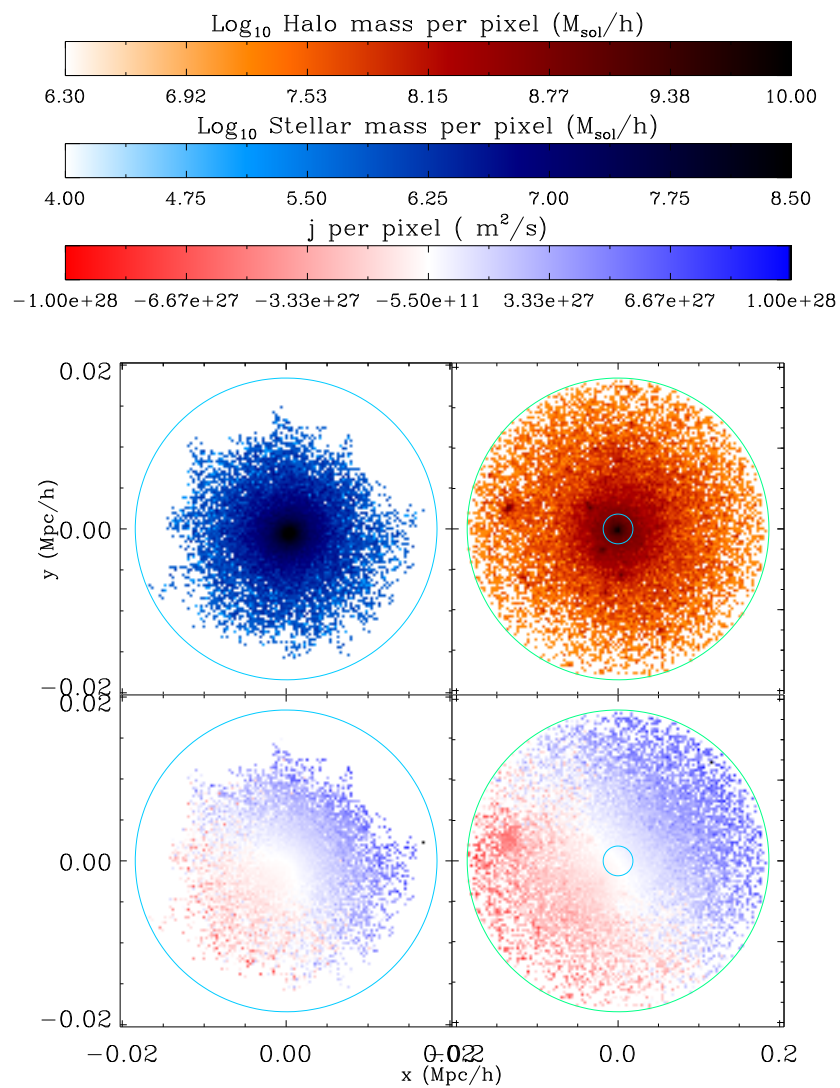 Log₁₀ Halo mass per pixel (M_sol/h)
6.30 6.92 7.53 8.15 8.77 9.38 10.00
Log₁₀ Stellar mass per pixel (M_sol/h)
4.00 4.75 5.50 6.25 7.00 7.75 8.50
j per pixel ( m²/s)
−1.00e+28 −6.67e+27 −3.33e+27 −5.50e+11 3.33e+27 6.67e+27 1.00e+28
0.02
0.00
y (Mpc/h)
−0.02
0.02
0.00
−0.02
−0.02 0.00 0.02 −0.2 0.0 0.2
x (Mpc/h)